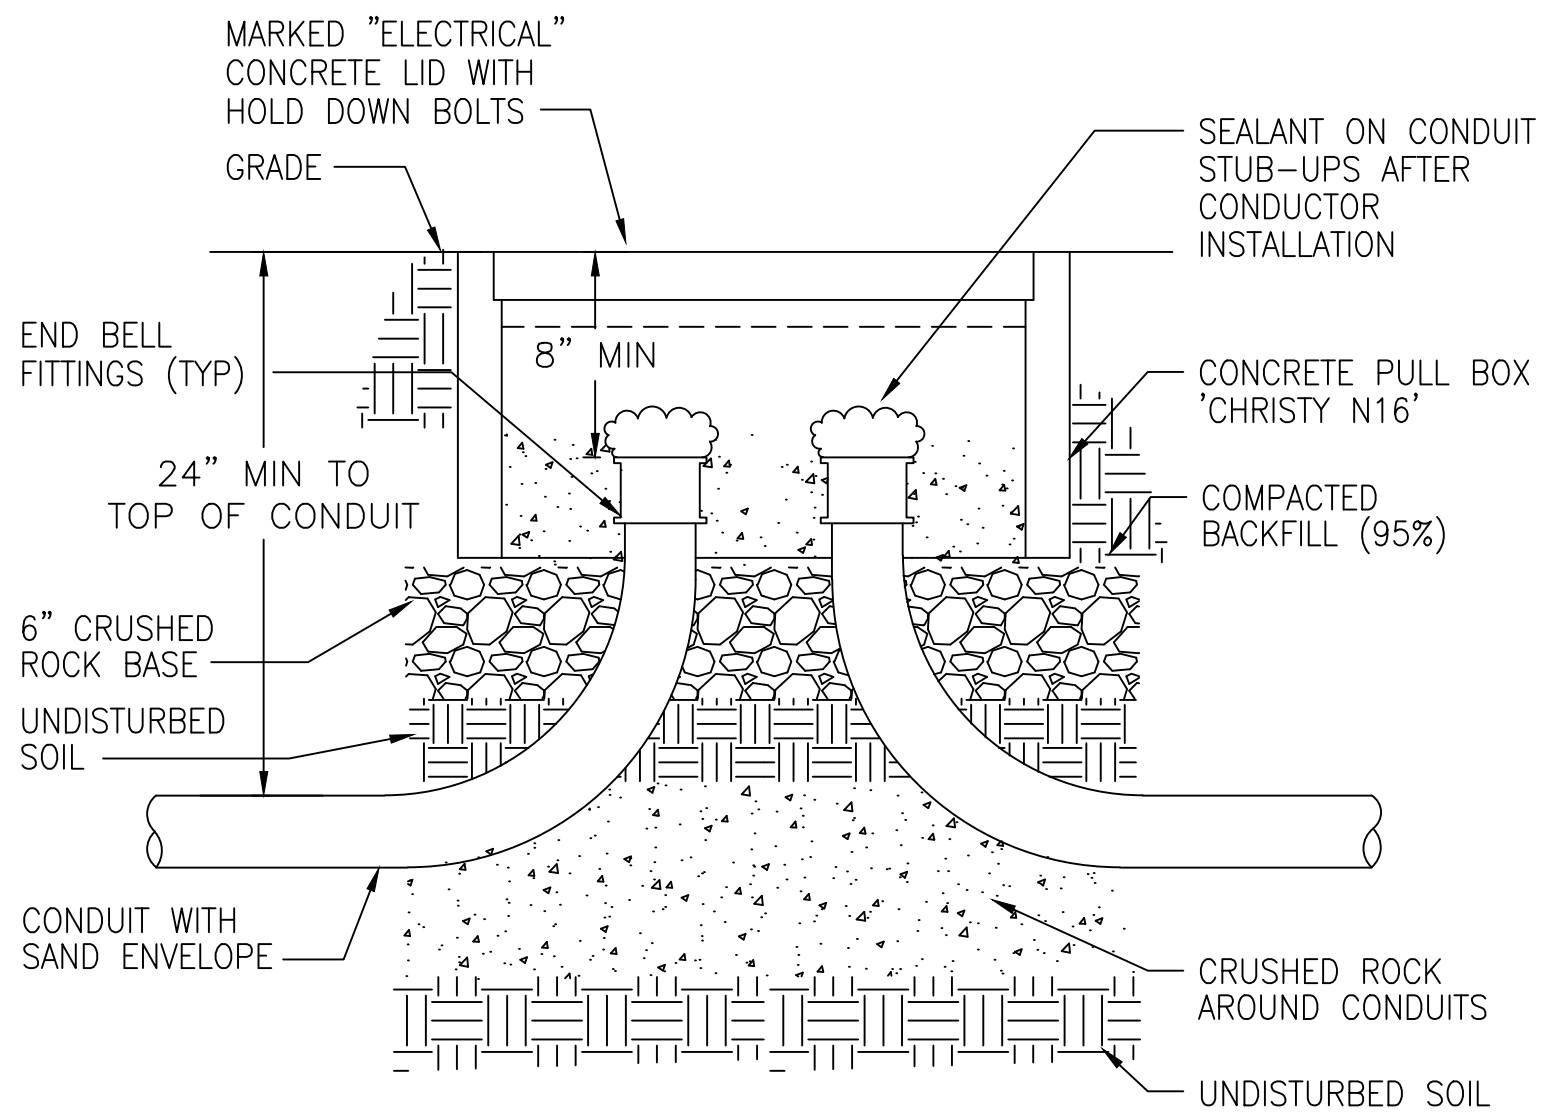 MARKED "ELECTRICAL"
CONCRETE LID WITH
HOLD DOWN BOLTS
GRADE
SEALANT ON CONDUIT
STUB-UPS AFTER
CONDUCTOR
INSTALLATION
END BELL
FITTINGS (TYP)
8" MIN
CONCRETE PULL BOX
'CHRISTY N16'
24" MIN TO
TOP OF CONDUIT
COMPACTED
BACKFILL (95%)
6" CRUSHED
ROCK BASE
UNDISTURBED
SOIL
CONDUIT WITH
SAND ENVELOPE
CRUSHED ROCK
AROUND CONDUITS
UNDISTURBED SOIL